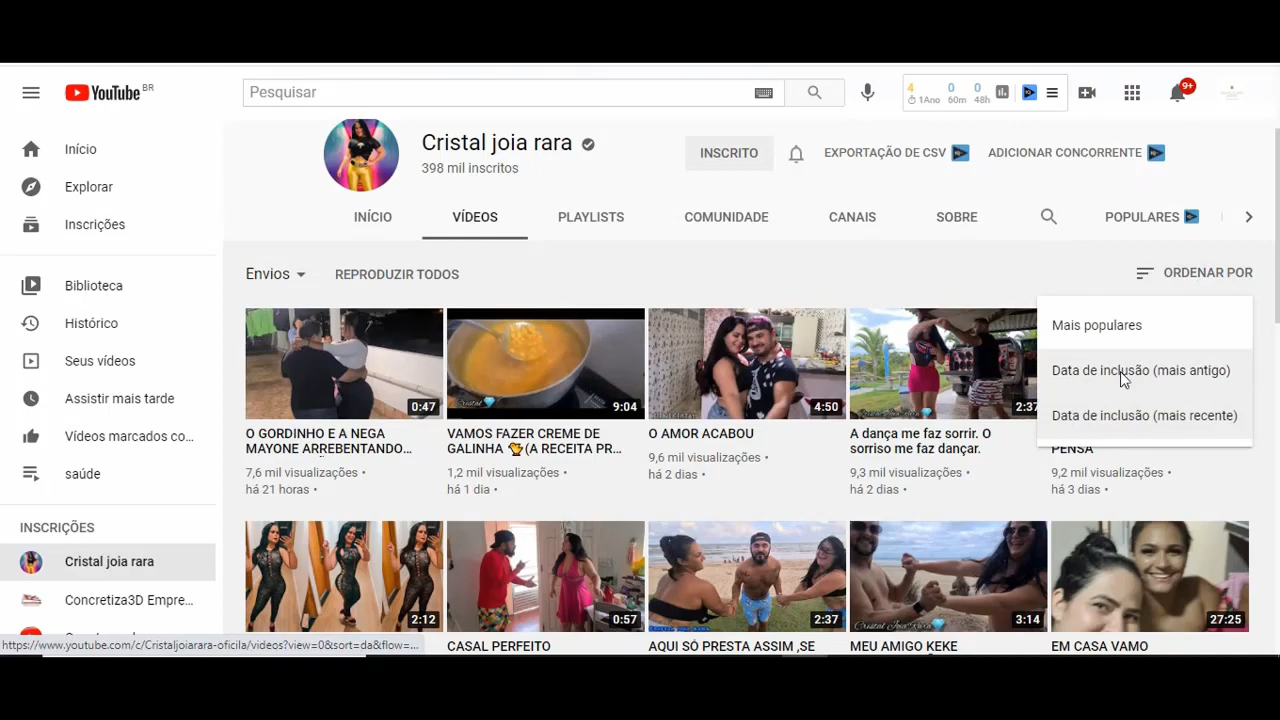 YouTube BR
Pesquisar
4 0 0
1Ano 60m 48h
9+
Início
Explorar
Inscrições
Biblioteca
Histórico
Seus vídeos
Assistir mais tarde
Vídeos marcados co...
saúde
INSCRIÇÕES
Cristal joia rara
Concretiza3D Empre...
Cristal joia rara
398 mil inscritos
INSCRITO
EXPORTAÇÃO DE CSV
ADICIONAR CONCORRENTE
INÍCIO
VÍDEOS
PLAYLISTS
COMUNIDADE
CANAIS
SOBRE
POPULARES
Envios
REPRODUZIR TODOS
ORDENAR POR
Mais populares
Data de inclusão (mais antigo)
Data de inclusão (mais recente)
0:47
O GORDINHO E A NEGA
MAYONE ARREBENTANDO...
7,6 mil visualizações •
há 21 horas •
9:04
VAMOS FAZER CREME DE
GALINHA 🐓(A RECEITA PR...
1,2 mil visualizações •
há 1 dia •
4:50
O AMOR ACABOU
9,6 mil visualizações •
há 2 dias •
2:37
A dança me faz sorrir. O
sorriso me faz dançar.
9,3 mil visualizações •
há 2 dias •
PENSA
9,2 mil visualizações •
há 3 dias •
2:12
0:57
CASAL PERFEITO
2:37
AQUI SÓ PRESTA ASSIM ,SE
3:14
MEU AMIGO KEKE
27:25
EM CASA VAMO
https://www.youtube.com/c/Cristaljoiarara-oficila/videos?view=0&sort=da&flow=...